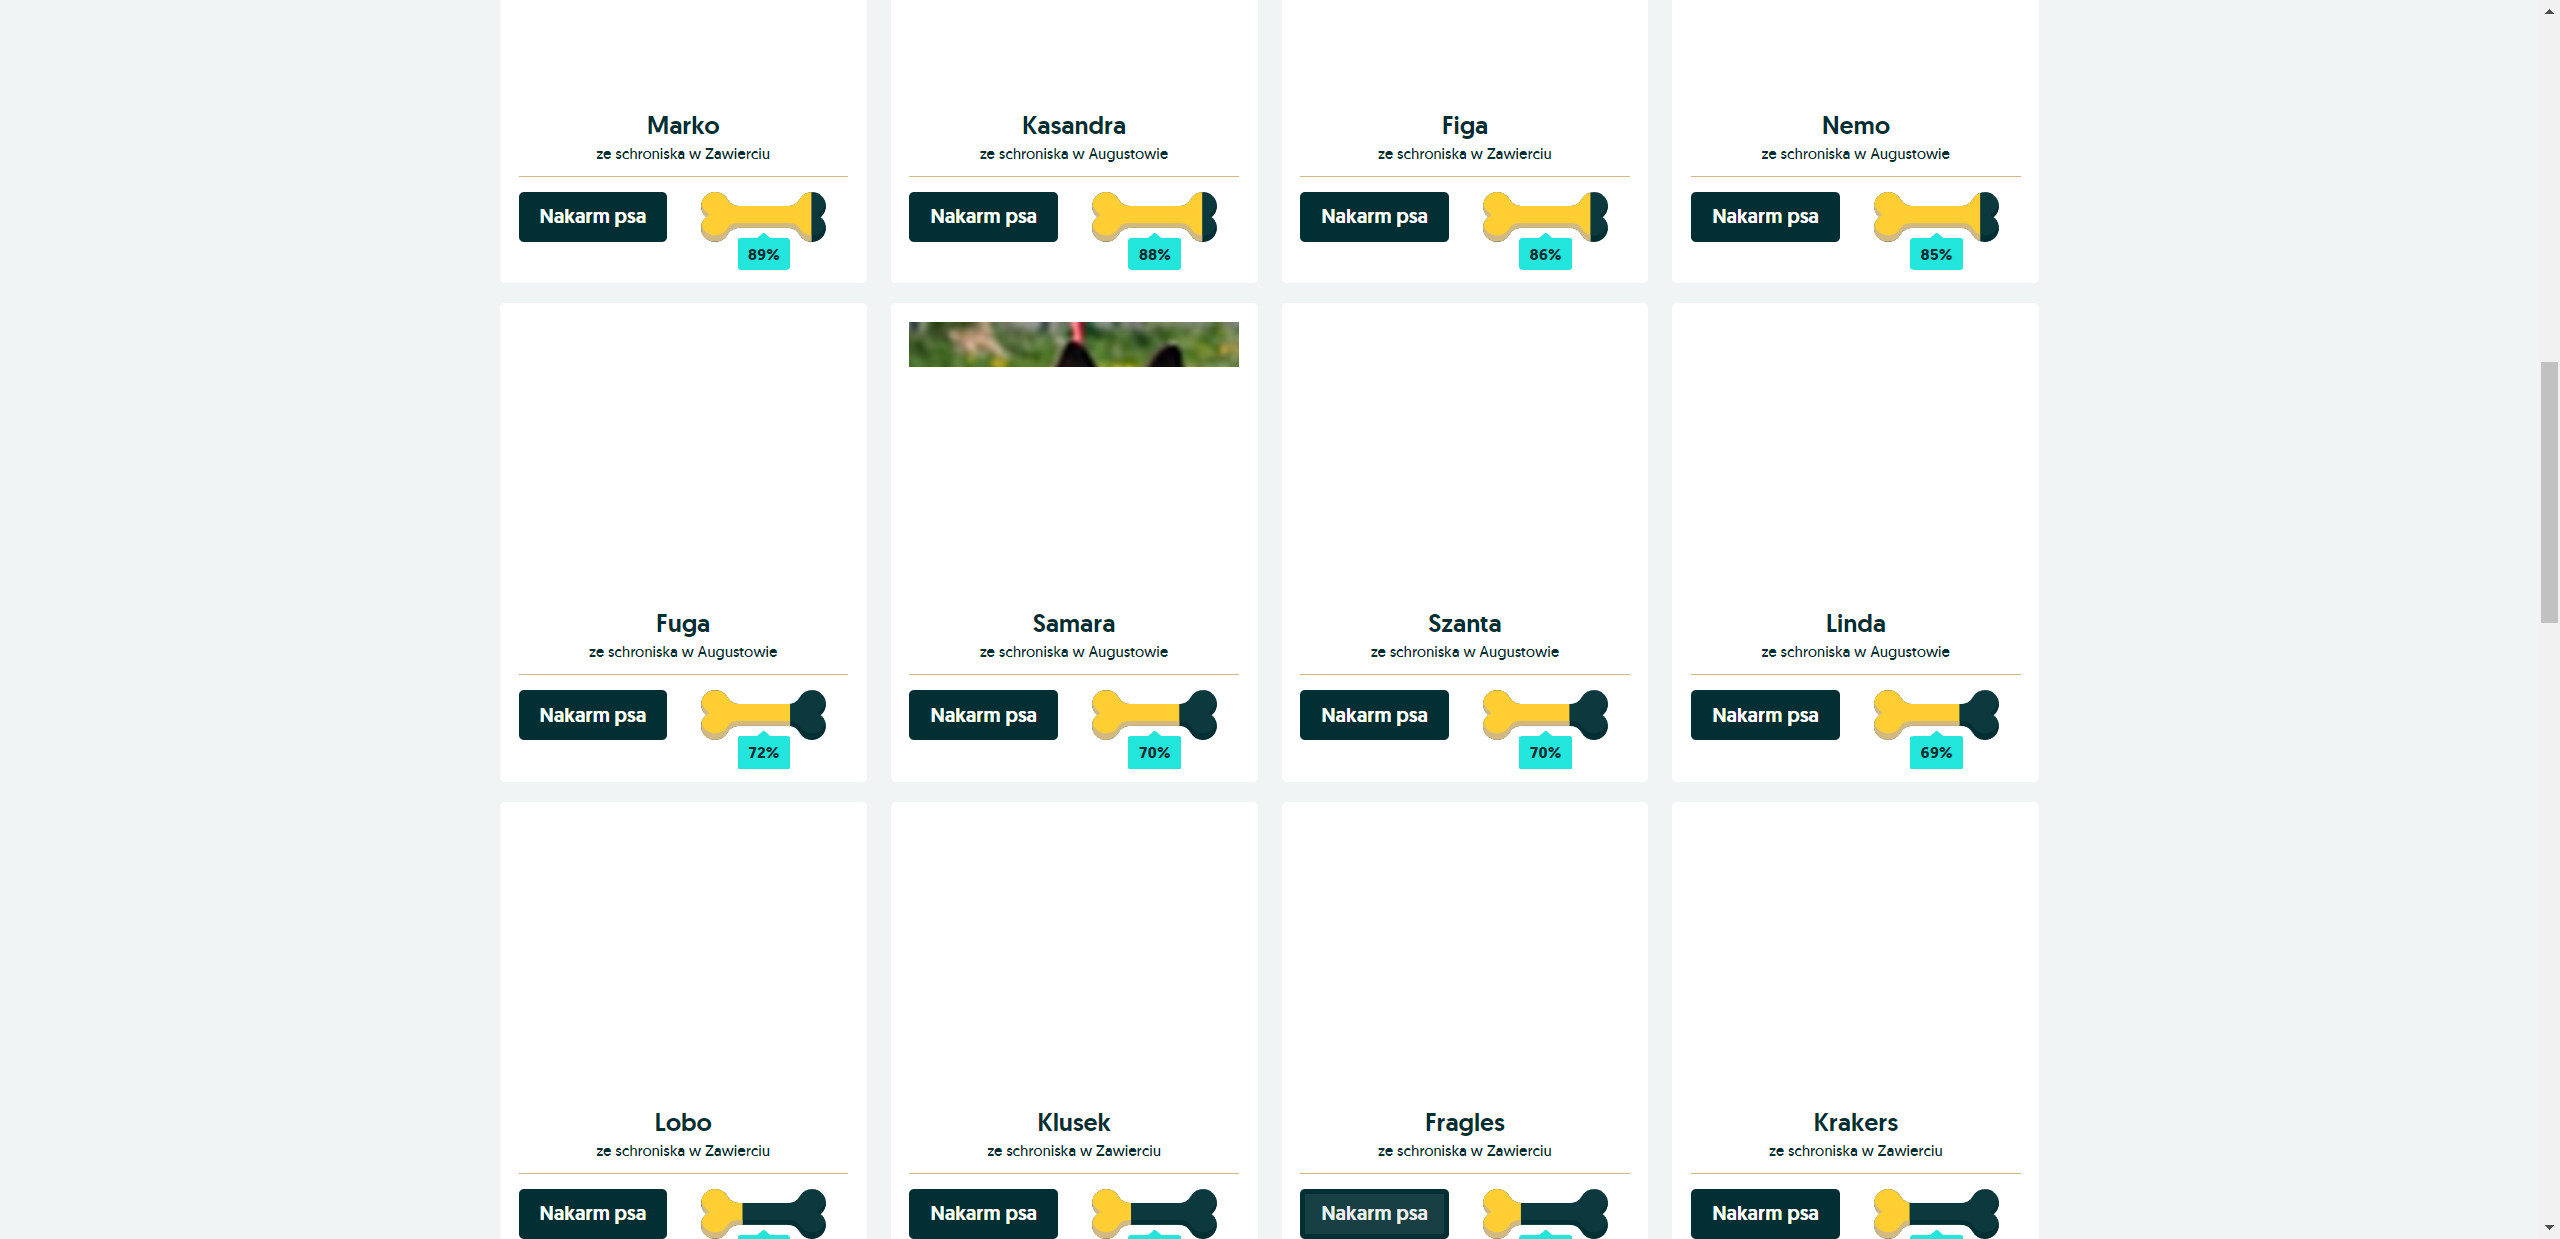 Marko
ze schroniska w Zawierciu
Nakarm psa
89%
Kasandra
ze schroniska w Augustowie
Nakarm psa
88%
Figa
ze schroniska w Zawierciu
Nakarm psa
86%
Nemo
ze schroniska w Augustowie
Nakarm psa
85%
Fuga
ze schroniska w Augustowie
Nakarm psa
72%
Samara
ze schroniska w Augustowie
Nakarm psa
70%
Szanta
ze schroniska w Augustowie
Nakarm psa
70%
Linda
ze schroniska w Augustowie
Nakarm psa
69%
Lobo
ze schroniska w Zawierciu
Nakarm psa
Klusek
ze schroniska w Zawierciu
Nakarm psa
Fragles
ze schroniska w Zawierciu
Nakarm psa
Krakers
ze schroniska w Zawierciu
Nakarm psa